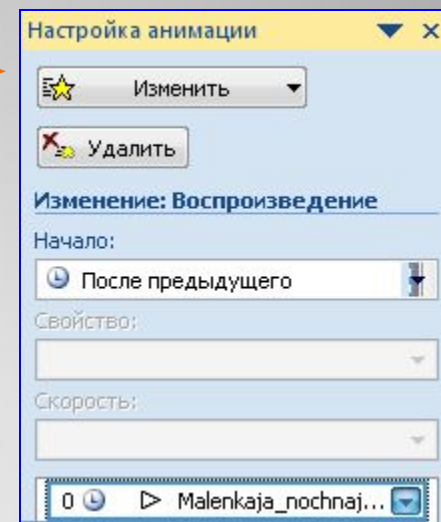 Настройка анимации
Изменить
Удалить
Изменение: Воспроизведение
Начало:
После предыдущего
Свойство:
Скорость:
0 Malenkaja_nochnaj...